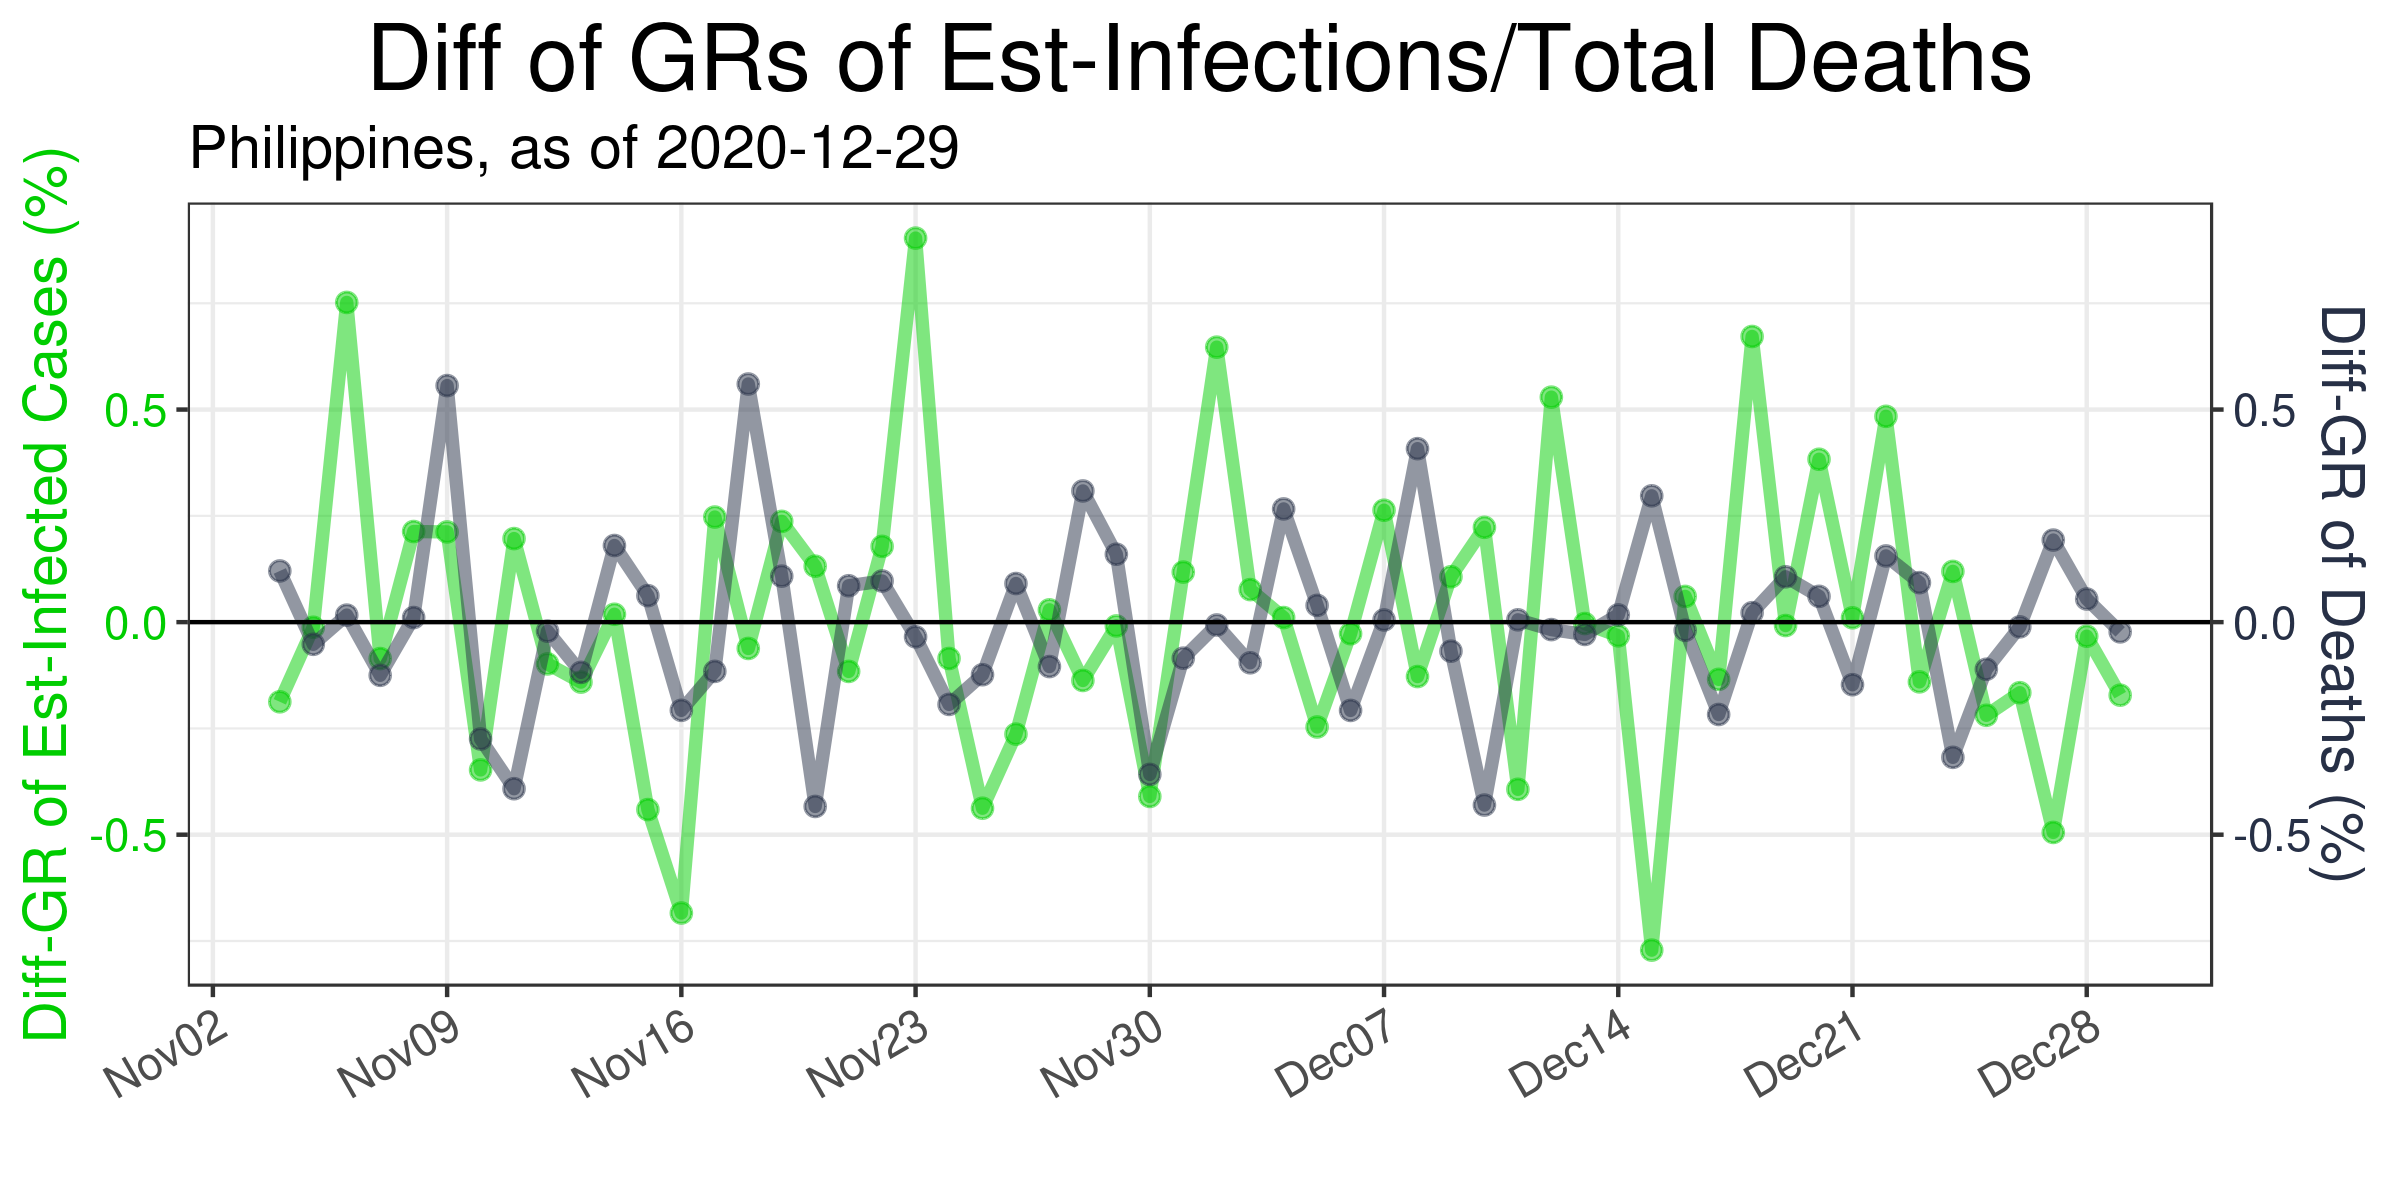 Diff of GRs of Est-Infections/Total Deaths
Philippines, as of 2020-12-29
Diff-GR of Est-Infected Cases (%)
0.5
0.0
-0.5
0.5
0.0
-0.5
Diff-GR of Deaths (%)
Nov02
Nov09
Nov16
Nov23
Nov30
Dec07
Dec14
Dec21
Dec28